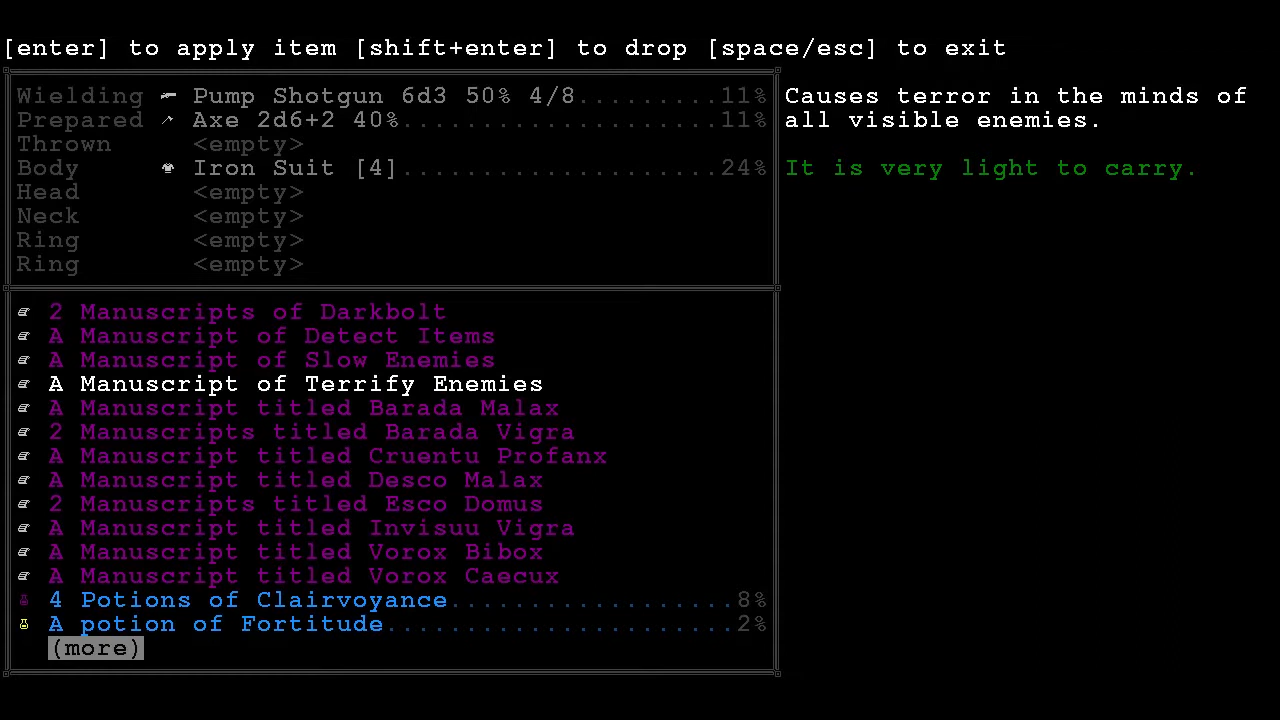 [enter] to apply item [shift+enter] to drop [space/esc] to exit
Wielding Pump Shotgun 6d3 50% 4/8.........11%
Prepared Axe 2d6+2 40%....................11%
Thrown <empty>
Body Iron Suit [4]....................24%
Head <empty>
Neck <empty>
Ring <empty>
Ring <empty>
2 Manuscripts of Darkbolt
A Manuscript of Detect Items
A Manuscript of Slow Enemies
A Manuscript of Terrify Enemies
A Manuscript titled Barada Malax
2 Manuscripts titled Barada Vigra
A Manuscript titled Cruentu Profanx
A Manuscript titled Desco Malax
2 Manuscripts titled Esco Domus
A Manuscript titled Invisuu Vigra
A Manuscript titled Vorox Bibox
A Manuscript titled Vorox Caecux
4 Potions of Clairvoyance..................8%
A potion of Fortitude......................2%
(more)
Causes terror in the minds of
all visible enemies.
It is very light to carry.